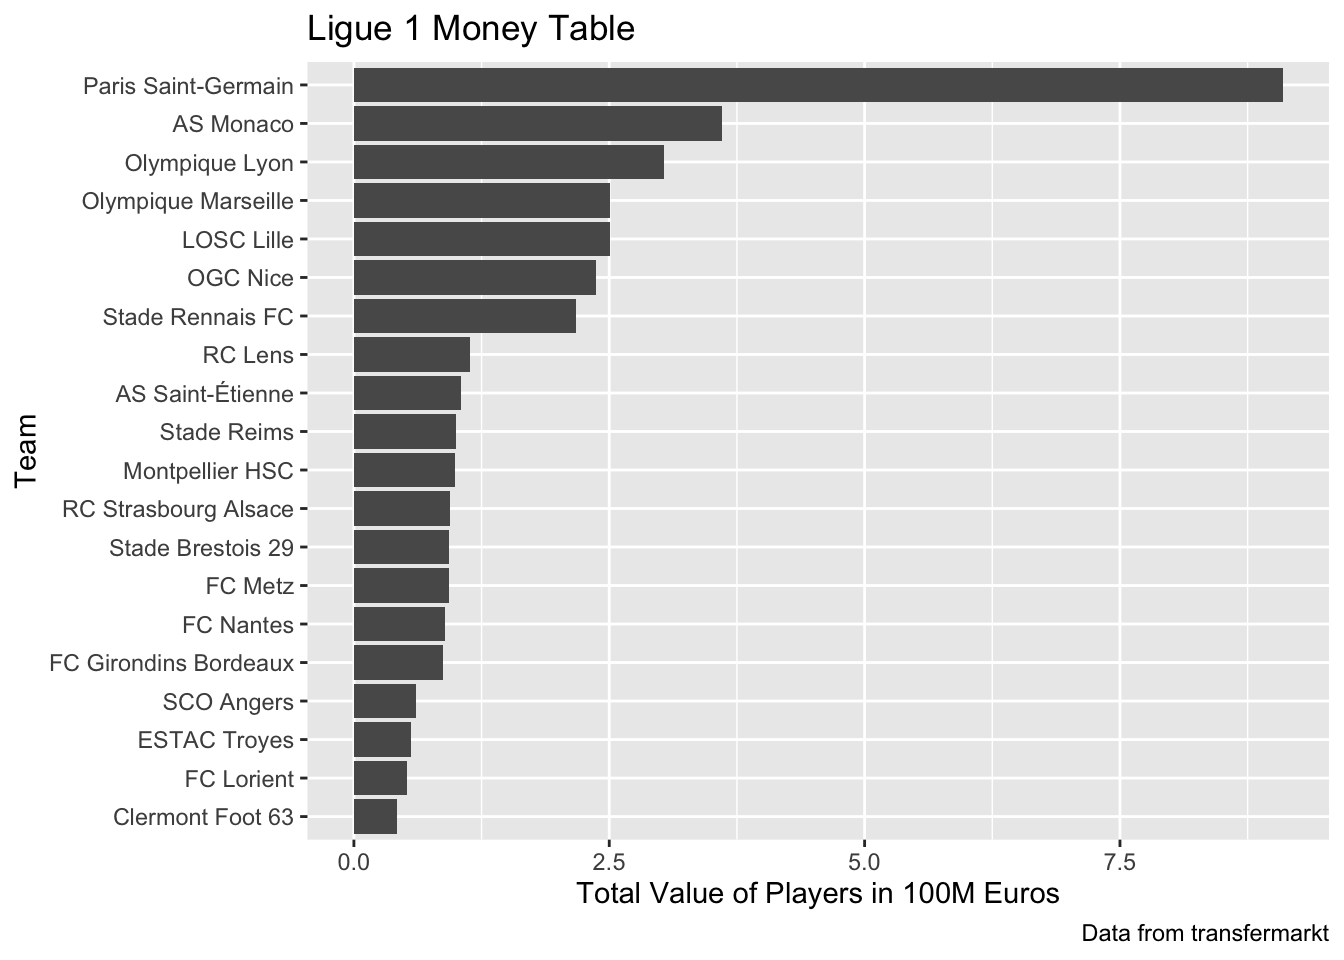 Ligue 1 Money Table
Paris Saint-Germain
AS Monaco
Olympique Lyon
Olympique Marseille
LOSC Lille
OGC Nice
Stade Rennais FC
RC Lens
AS Saint-Étienne
Stade Reims
Montpellier HSC
RC Strasbourg Alsace
Stade Brestois 29
FC Metz
FC Nantes
FC Girondins Bordeaux
SCO Angers
ESTAC Troyes
FC Lorient
Clermont Foot 63
Team
0.0 2.5 5.0 7.5
Total Value of Players in 100M Euros
Data from transfermarkt